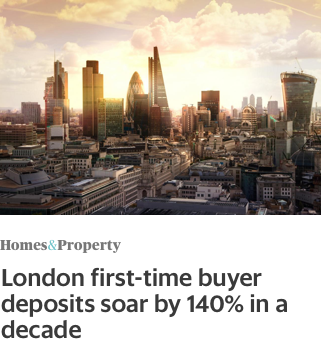 Homes&Property
London first-time buyer
deposits soar by 140% in a
decade